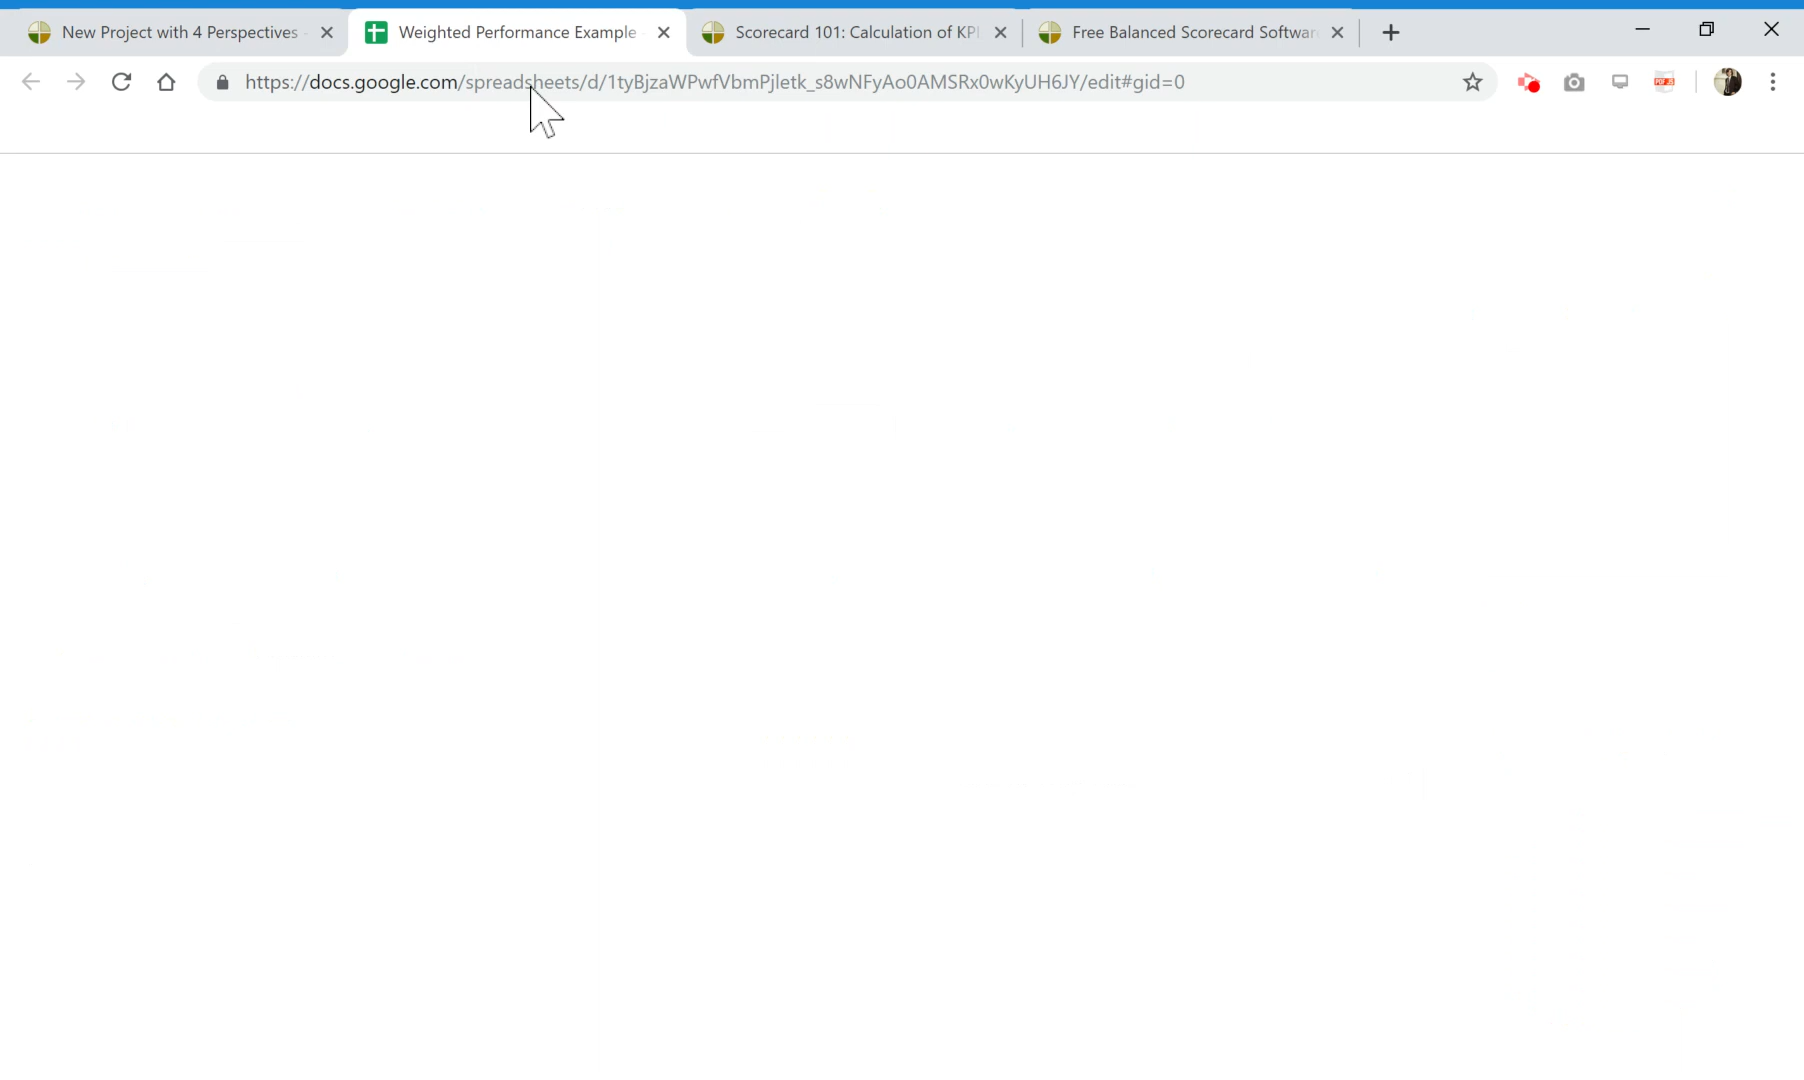 New Project with 4 Perspectives
Weighted Performance Example
Scorecard 101: Calculation of KPI
Free Balanced Scorecard Softwar
https://docs.google.com/spreadsheets/d/1tyBjzaWPwfVbmPjletk_s8wNFyAo0AMSRx0wKyUH6JY/edit#gid=0